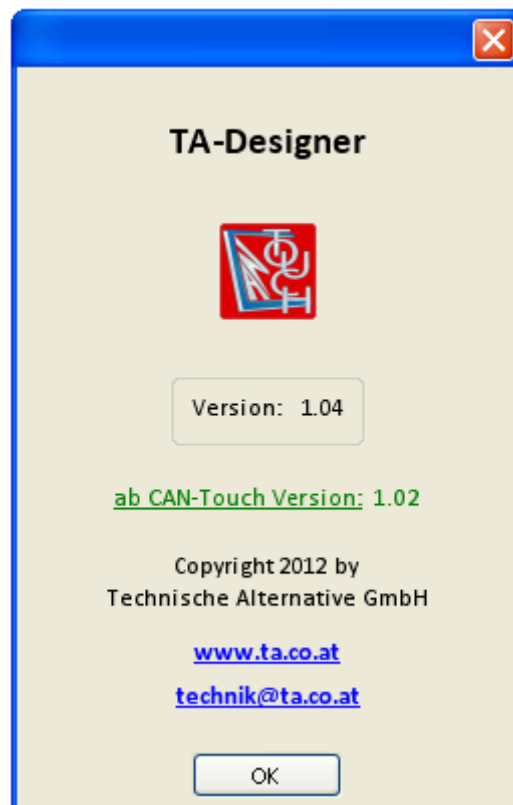 TA-Designer
TOUCH
Version: 1.04
ab CAN-Touch Version: 1.02
Copyright 2012 by
Technische Alternative GmbH
www.ta.co.at
technik@ta.co.at
OK